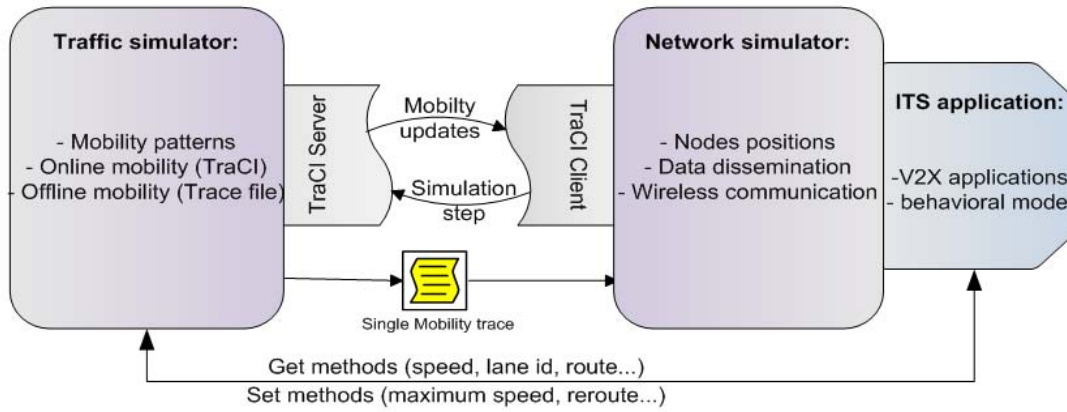 Traffic simulator:
- Mobility patterns
- Online mobility (TraCI)
- Offline mobility (Trace file)
TraCI Server
Mobilty
updates
Simulation
step
TraCI Client
Network simulator:
- Nodes positions
- Data dissemination
- Wireless communication
ITS application:
-V2X applications
- behavioral mode
Single Mobility trace
Get methods (speed, lane id, route...)
Set methods (maximum speed, reroute...)